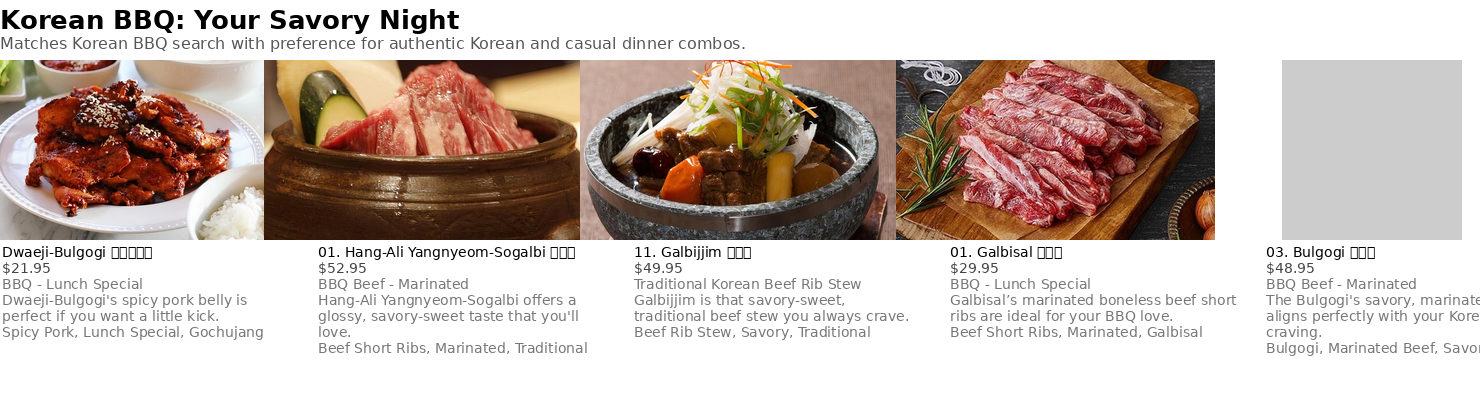 Korean BBQ: Your Savory Night
Matches Korean BBQ search with preference for authentic Korean and casual dinner combos.
Dwaeji-Bulgogi
$21.95
BBQ - Lunch Special
Dwaeji-Bulgogi's spicy pork belly is
perfect if you want a little kick.
Spicy Pork, Lunch Special, Gochujang
01. Hang-Ali Yangnyeom-Sogalbi
$52.95
BBQ Beef - Marinated
Hang-Ali Yangnyeom-Sogalbi offers a
glossy, savory-sweet taste that you'll
love.
Beef Short Ribs, Marinated, Traditional
11. Galbijjim
$49.95
Traditional Korean Beef Rib Stew
Galbijjim is that savory-sweet,
traditional beef stew you always crave.
Beef Rib Stew, Savory, Traditional
01. Galbisal
$29.95
BBQ - Lunch Special
Galbisal’s marinated boneless beef short
ribs are ideal for your BBQ love.
Beef Short Ribs, Marinated, Galbisal
03. Bulgogi
$48.95
BBQ Beef - Marinated
The Bulgogi's savory,
aligns perfectly with your
craving.
Bulgogi, Marinated Beef,